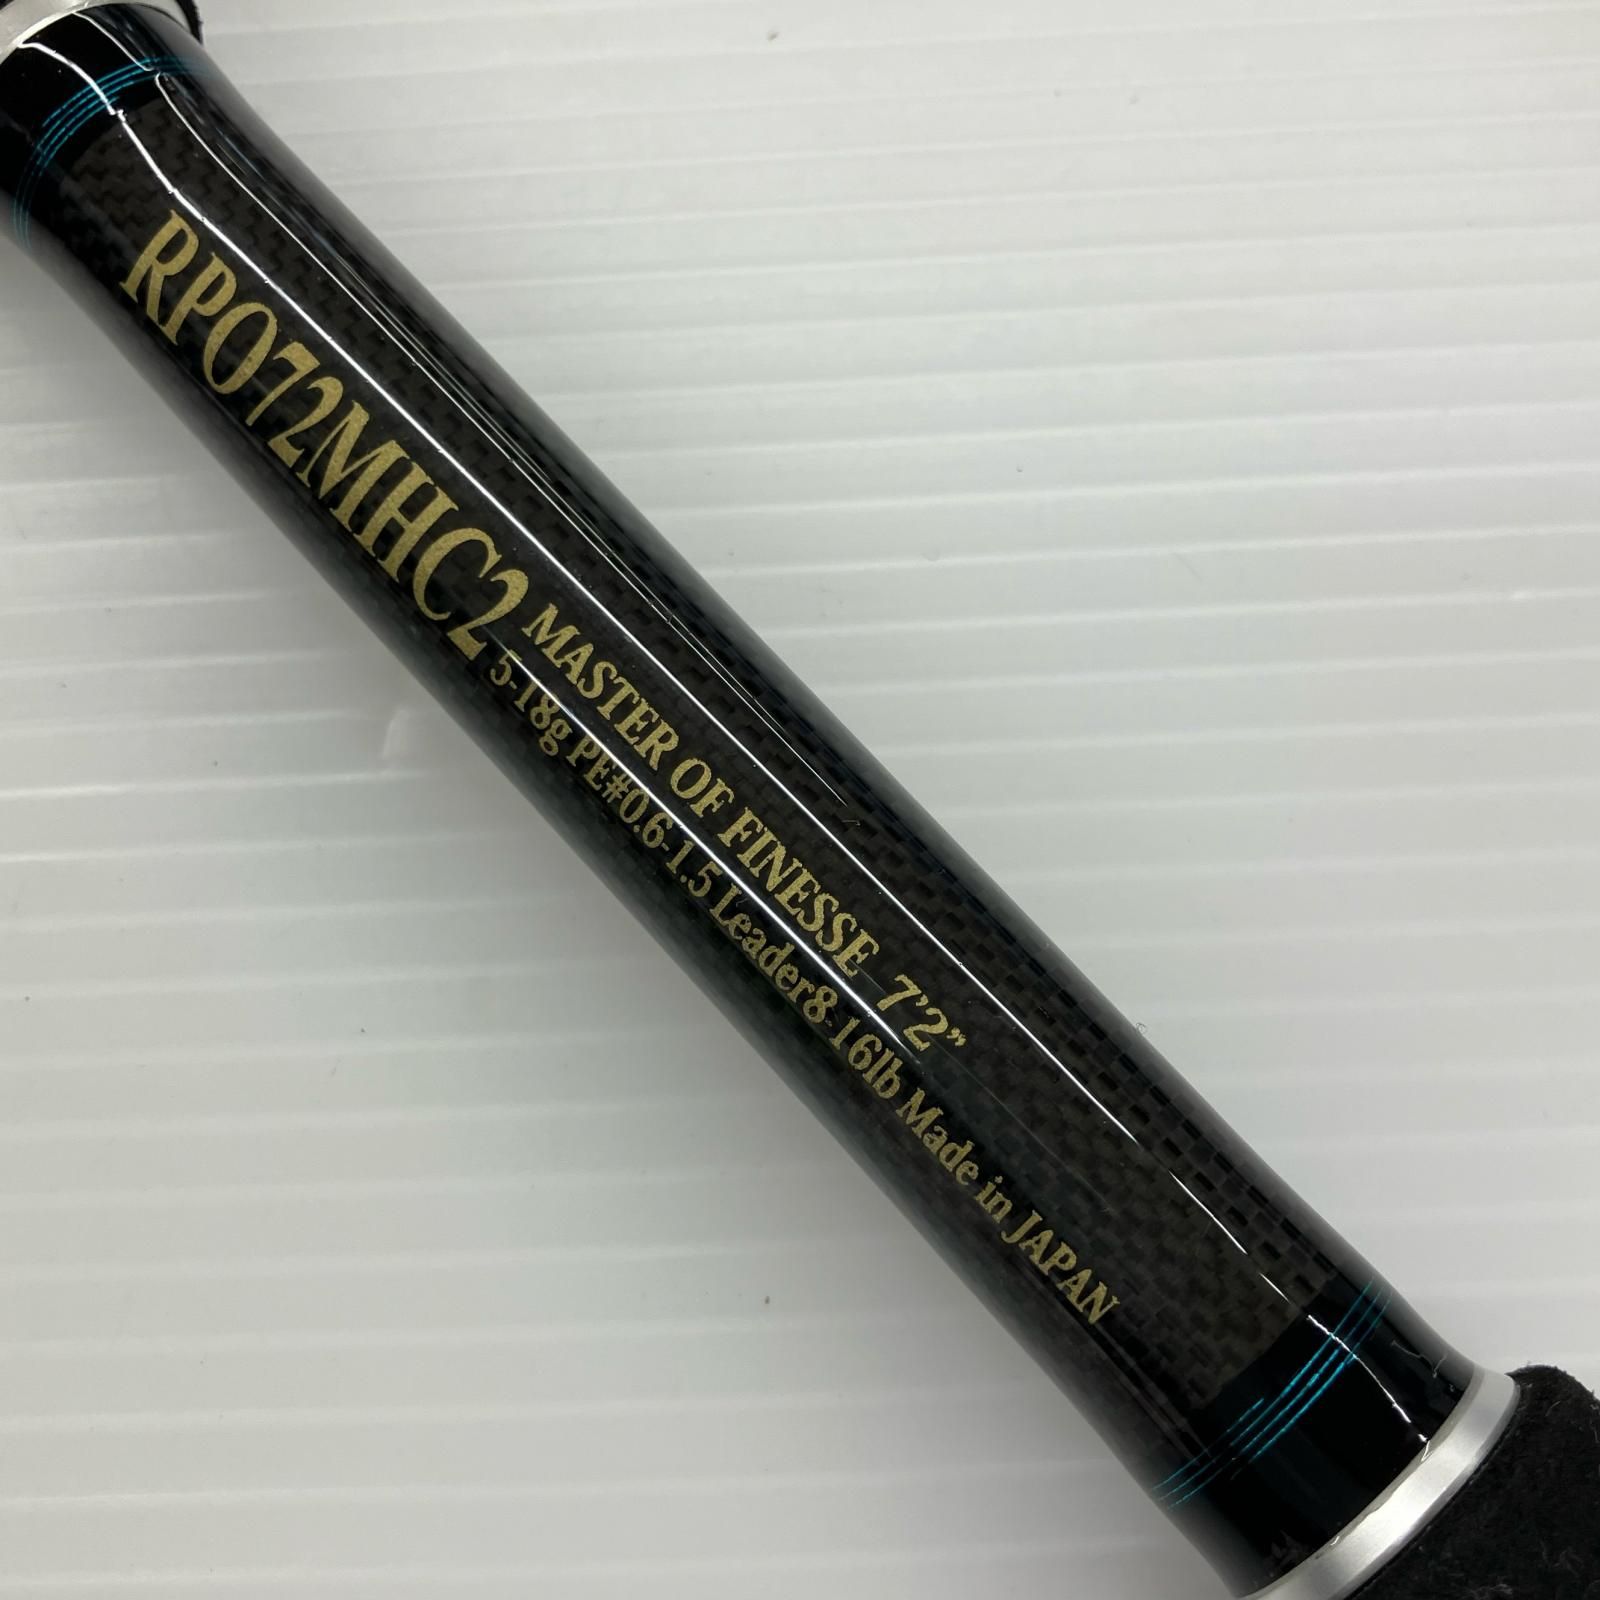 RPO72MHC2
MASTER OF FINESSE 7'2"
5-18g PE#0.6-1.5 Leader8-16lb Made in JAPAN